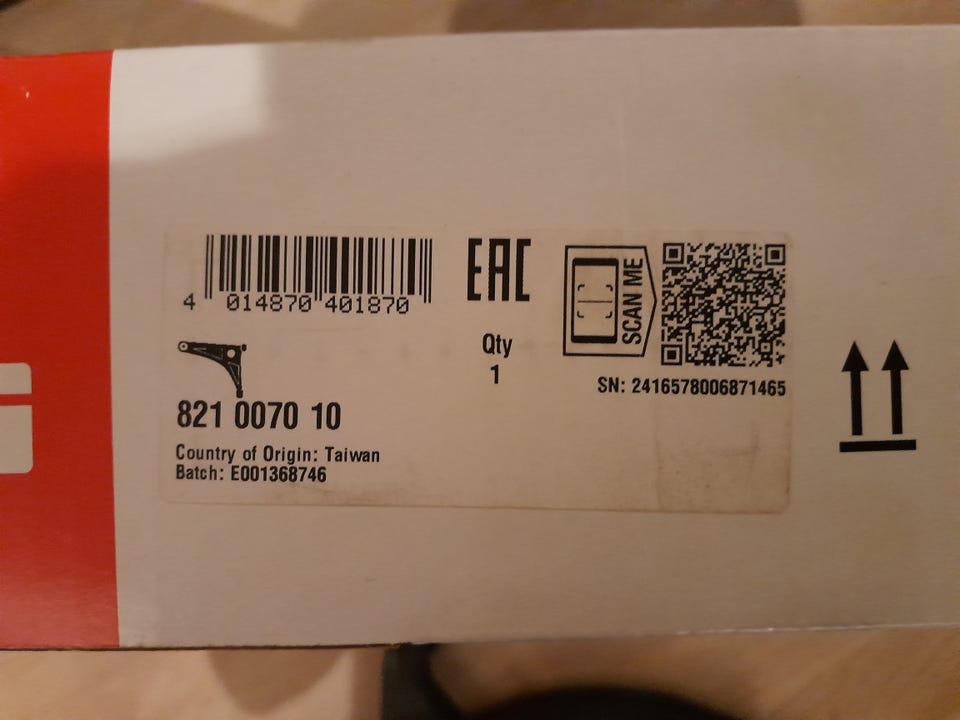 4 014870 401870
EAC
SCAN ME
Qty
1
SN: 2416578006871465
821 0070 10
Country of Origin: Taiwan
Batch: E001368746